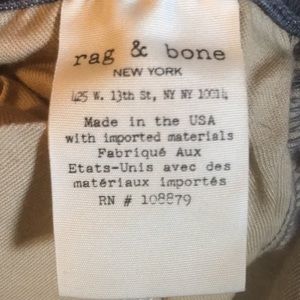 rag & bone
NEW YORK
425 W. 13th St, NY NY 10014
Made in the USA
with imported materials
Fabriqué Aux
Etats-Unis avec des
matériaux importés
RN # 108879